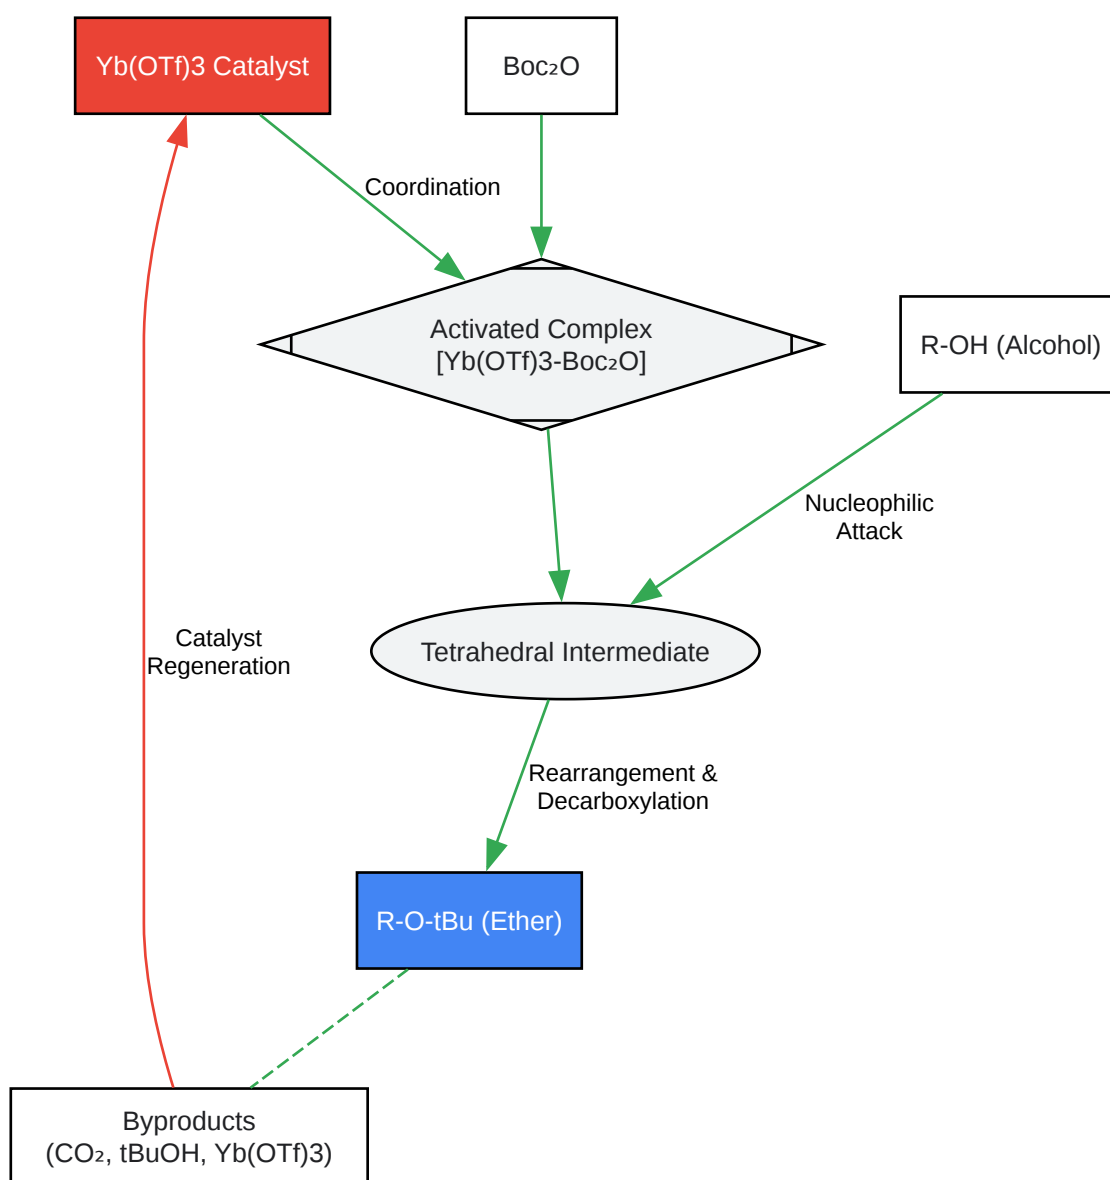 Yb(OTf)3 Catalyst
Boc₂O
Coordination
Activated Complex
[Yb(OTf)3-Boc₂O]
R-OH (Alcohol)
Nucleophilic
Attack
Tetrahedral Intermediate
Catalyst
Regeneration
Rearrangement &
Decarboxylation
R-O-tBu (Ether)
Byproducts
(CO₂, tBuOH, Yb(OTf)3)